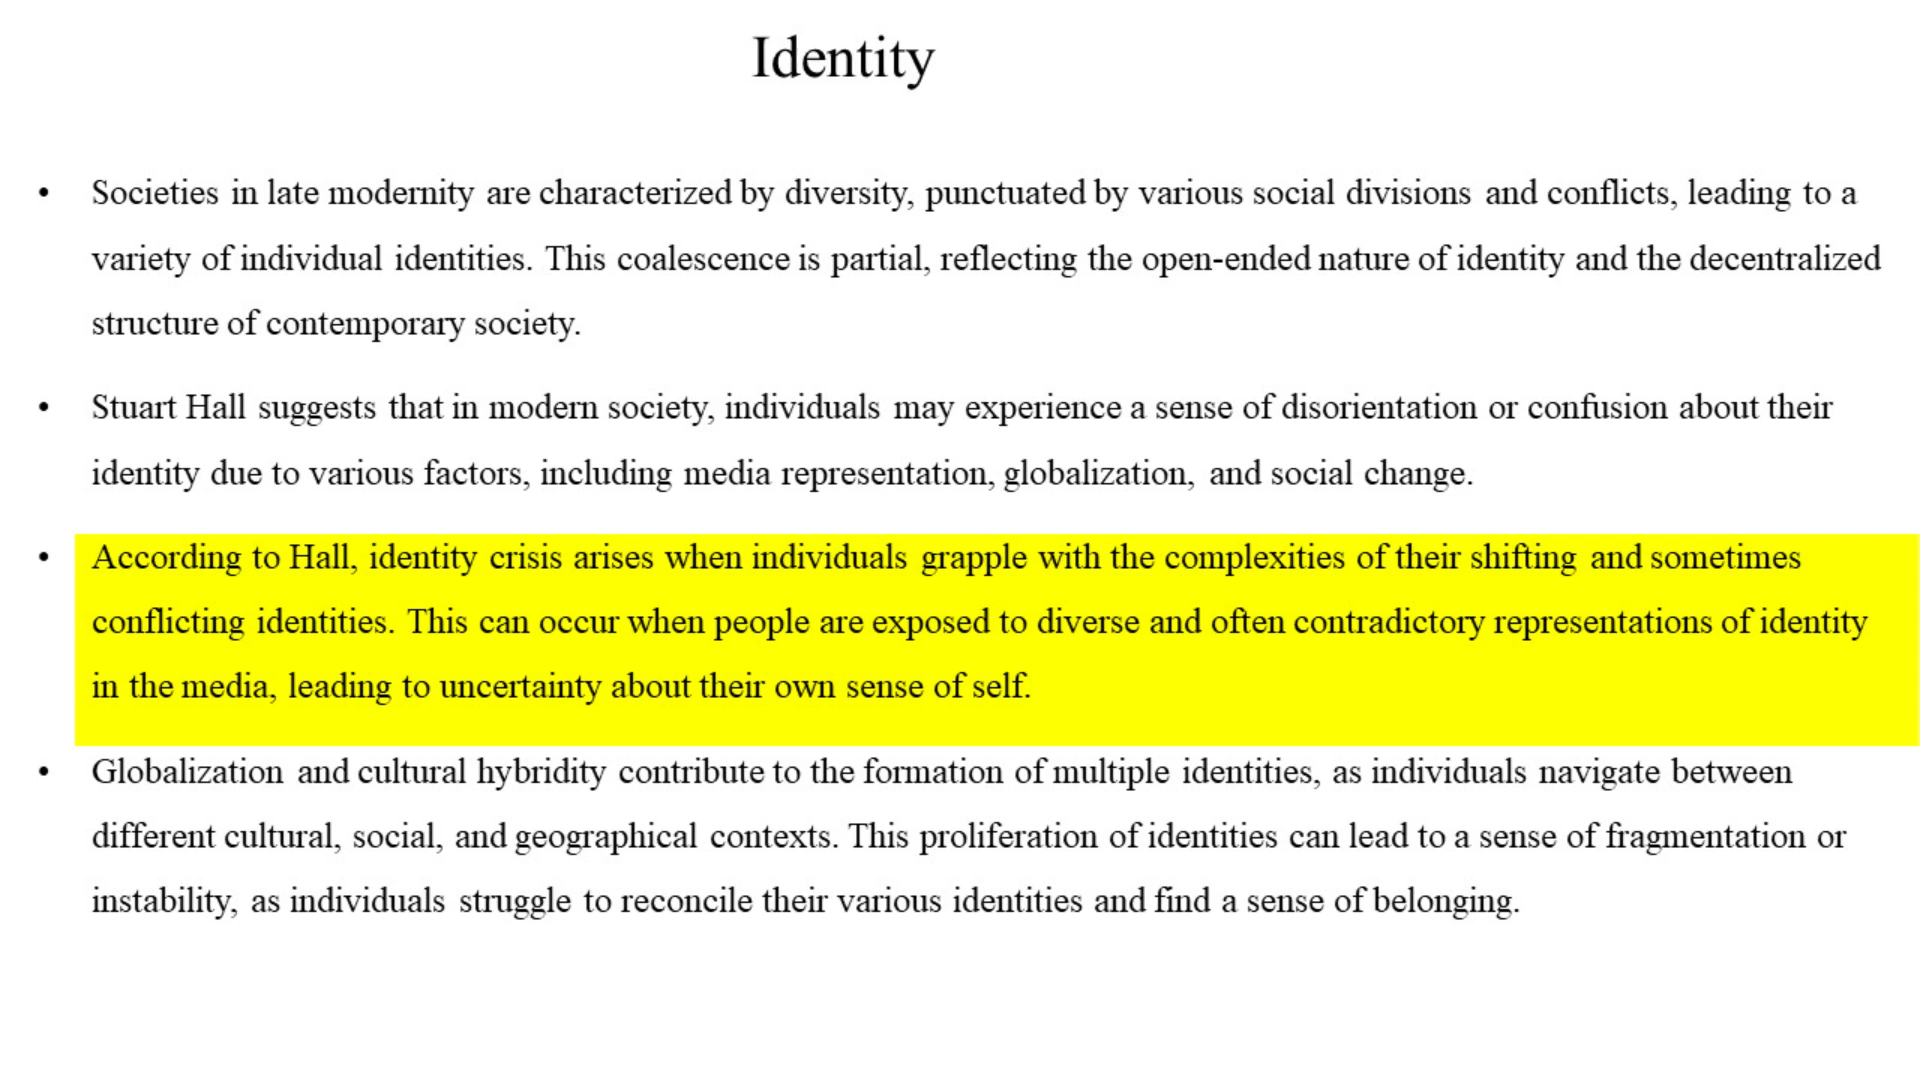 Identity
• Societies in late modernity are characterized by diversity, punctuated by various social divisions and conflicts, leading to a
variety of individual identities. This coalescence is partial, reflecting the open-ended nature of identity and the decentralized
structure of contemporary society.
• Stuart Hall suggests that in modern society, individuals may experience a sense of disorientation or confusion about their
identity due to various factors, including media representation, globalization, and social change.
• According to Hall, identity crisis arises when individuals grapple with the complexities of their shifting and sometimes
conflicting identities. This can occur when people are exposed to diverse and often contradictory representations of identity
in the media, leading to uncertainty about their own sense of self.
• Globalization and cultural hybridity contribute to the formation of multiple identities, as individuals navigate between
different cultural, social, and geographical contexts. This proliferation of identities can lead to a sense of fragmentation or
instability, as individuals struggle to reconcile their various identities and find a sense of belonging.